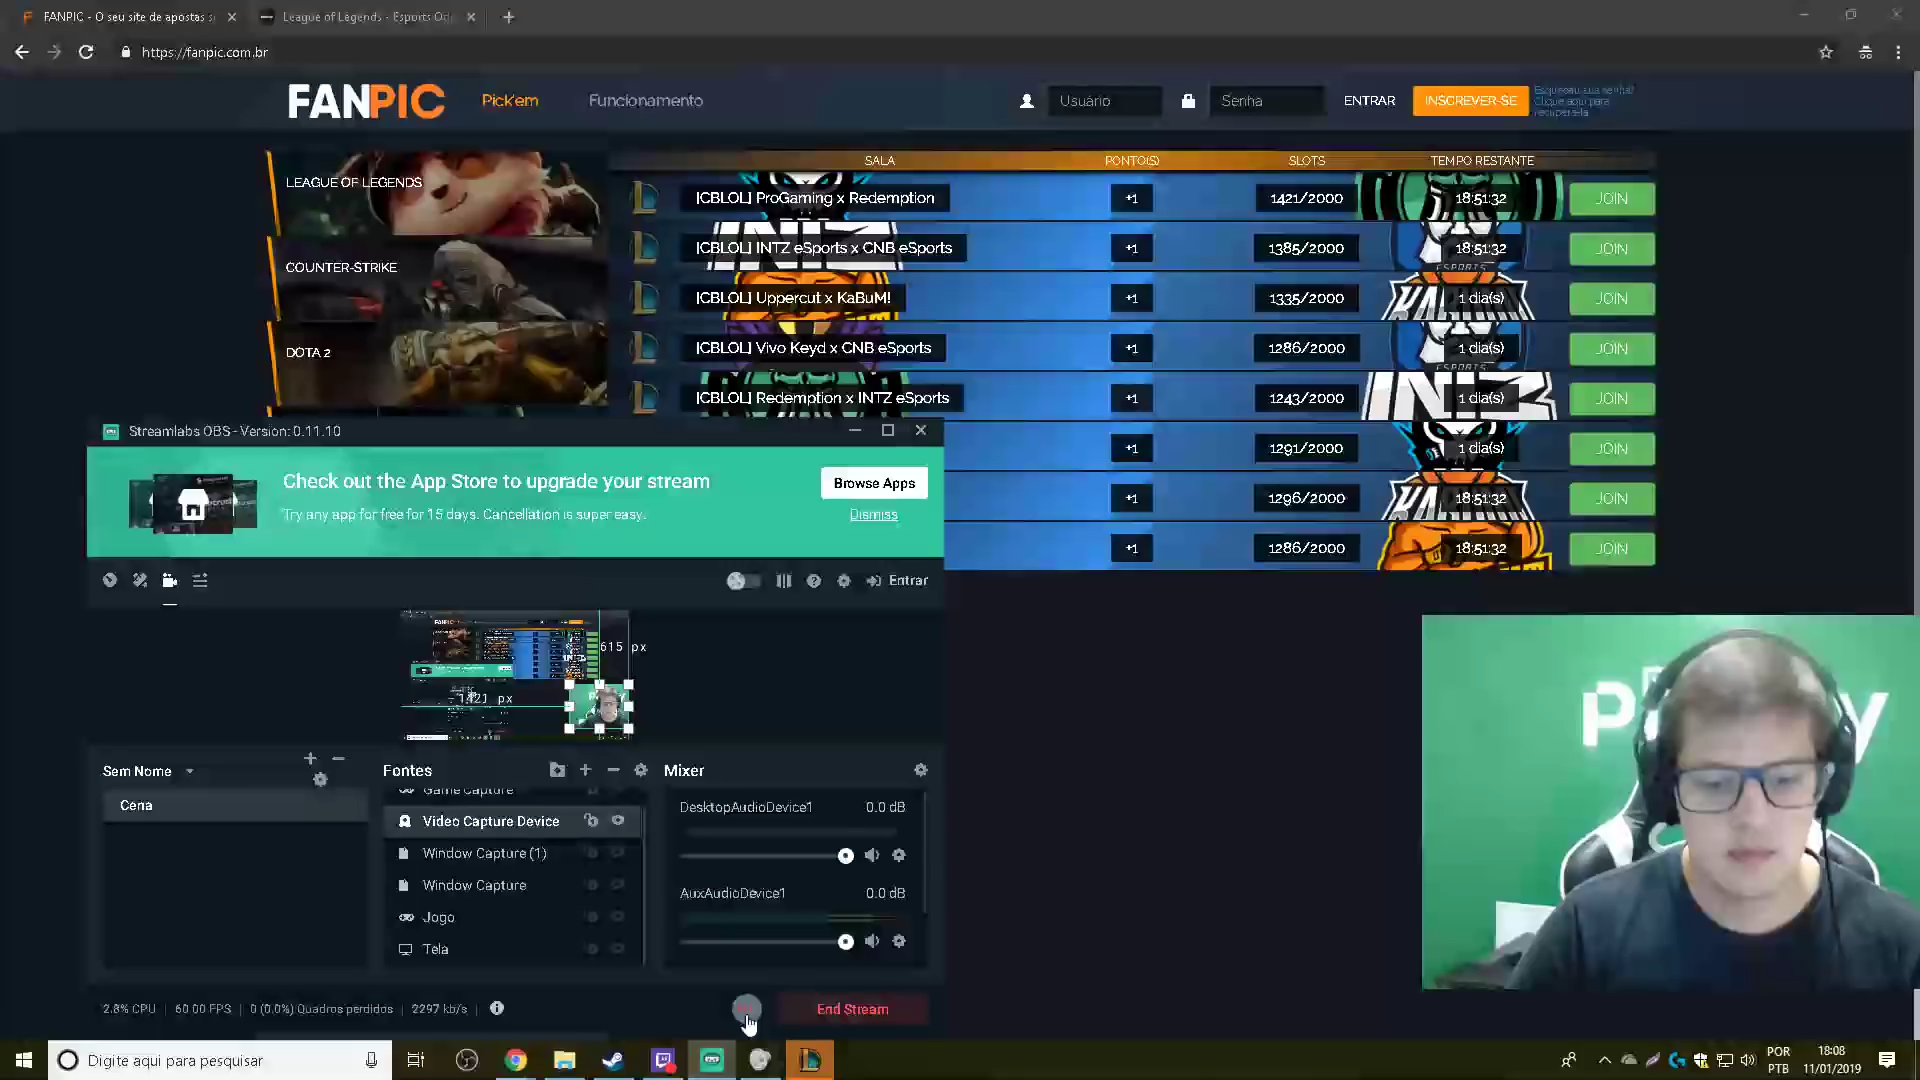 FANPIC - O seu site de apostas s
League of Legends - Esports Od
https://fanpic.com.br
FANPIC
Pick'em
Funcionamento
Usuário
Senha
ENTRAR
INSCREVER-SE
Esqueceu sua senha?
Clique aqui para
recuperá-la
SALA
PONTO(S)
SLOTS
TEMPO RESTANTE
LEAGUE OF LEGENDS
COUNTER-STRIKE
DOTA 2
[CBLOL] ProGaming x Redemption
+1
1421/2000
18:51:32
JOIN
[CBLOL] INTZ eSports x CNB eSports
+1
1385/2000
18:51:32
JOIN
[CBLOL] Uppercut x KaBuM!
+1
1335/2000
1 dia(s)
JOIN
[CBLOL] Vivo Keyd x CNB eSports
+1
1286/2000
1 dia(s)
JOIN
[CBLOL] Redemption x INTZ eSports
+1
1243/2000
1 dia(s)
JOIN
+1
1291/2000
1 dia(s)
JOIN
+1
1296/2000
18:51:32
JOIN
+1
1286/2000
18:51:32
JOIN
Streamlabs OBS - Version: 0.11.10
Check out the App Store to upgrade your stream
Try any app for free for 15 days. Cancellation is super easy.
Browse Apps
Dismiss
Entrar
615 px
1421 px
Sem Nome
Cena
Fontes
Game Capture
Video Capture Device
Window Capture (1)
Window Capture
Jogo
Tela
Mixer
DesktopAudioDevice1
0.0 dB
AuxAudioDevice1
0.0 dB
2.8% CPU
60.00 FPS
0 (0.0%) Quadros perdidos
2297 kb/s
End Stream
Digite aqui para pesquisar
POR
PTB
18:08
11/01/2019